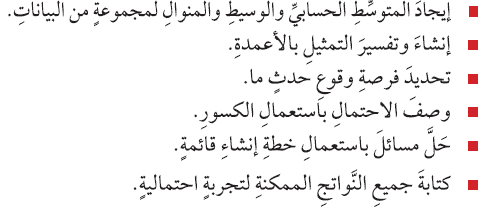 إيجادَ المتوسِّطِ الحسابيِّ والوسيطِ والمنوالِ لمجموعةٍ من البياناتِ.
إنشاءَ وتفسيرَ التمثيلِ بالأعمدةِ.
تحديدَ فرصةِ وقوعِ حدثٍ ما.
وصفَ الاحتمالِ باستعمالِ الكسورِ.
حَلَّ مسائلَ باستعمالِ خطةِ إنشاءِ قائمةٍ.
كتابةَ جميعِ النَّواتجِ الممكنةِ لتجربةٍ احتماليةٍ.